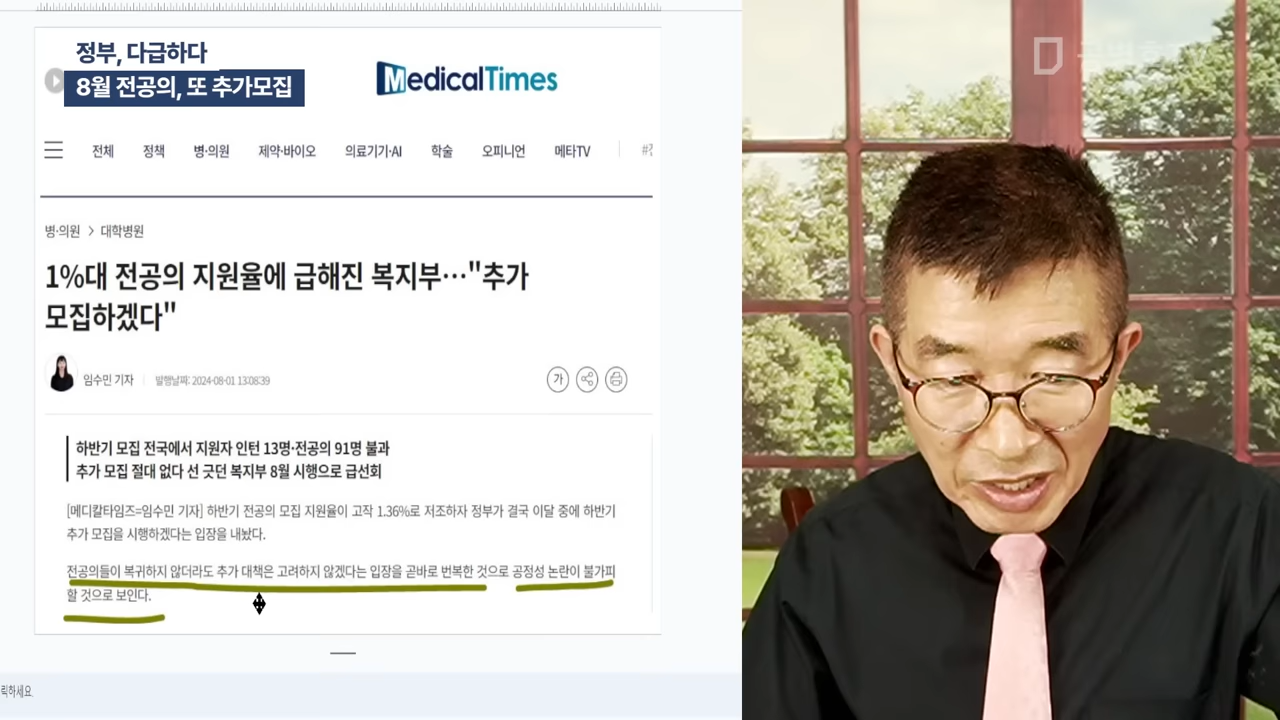 정부, 다급하다
8월 전공의, 또 추가모집
MedicalTimes
전체 정책 병·의원 제약·바이오 의료기기·AI 학술 오피니언 메타TV
병·의원 > 대학병원
1%대 전공의 지원율에 급해진 복지부…"추가
모집하겠다"
임수민 기자 발행날짜: 2024-08-01 13:08:39
가
하반기 모집 전국에서 지원자 인턴 13명·전공의 91명 불과
추가 모집 절대 없다 선 긋던 복지부 8월 시행으로 급선회
[메디칼타임즈=임수민 기자] 하반기 전공의 모집 지원율이 고작 1.36%로 저조하자 정부가 결국 이달 중에 하반기
추가 모집을 시행하겠다는 입장을 내놨다.
전공의들이 복귀하지 않더라도 추가 대책은 고려하지 않겠다는 입장을 곧바로 번복한 것으로 공정성 논란이 불가피
할 것으로 보인다.
릭하세요.